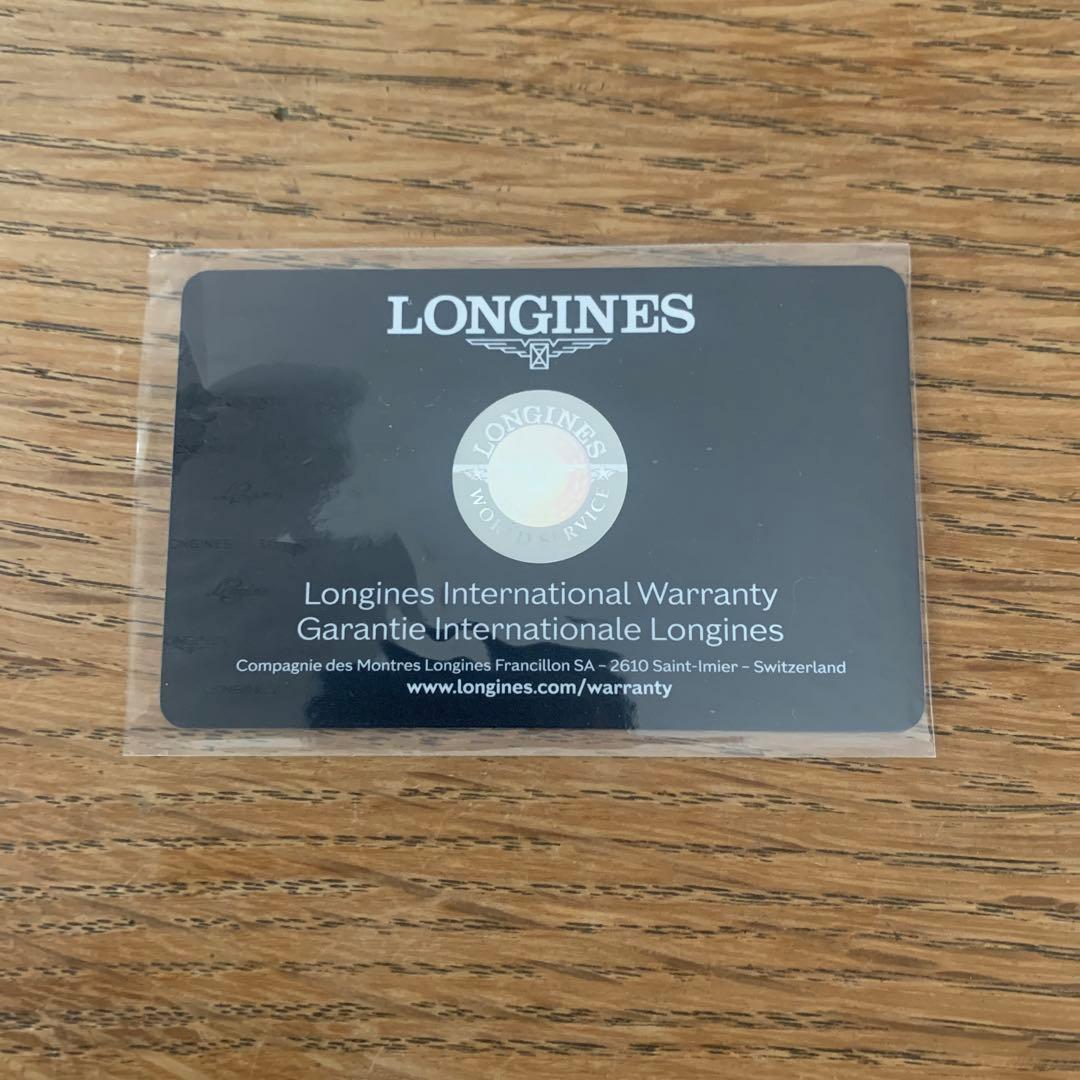 LONGINES
LONGINES
WORLD SERVICE
Longines International Warranty
Garantie Internationale Longines
Compagnie des Montres Longines Francillon SA – 2610 Saint-Imier – Switzerland
www.longines.com/warranty